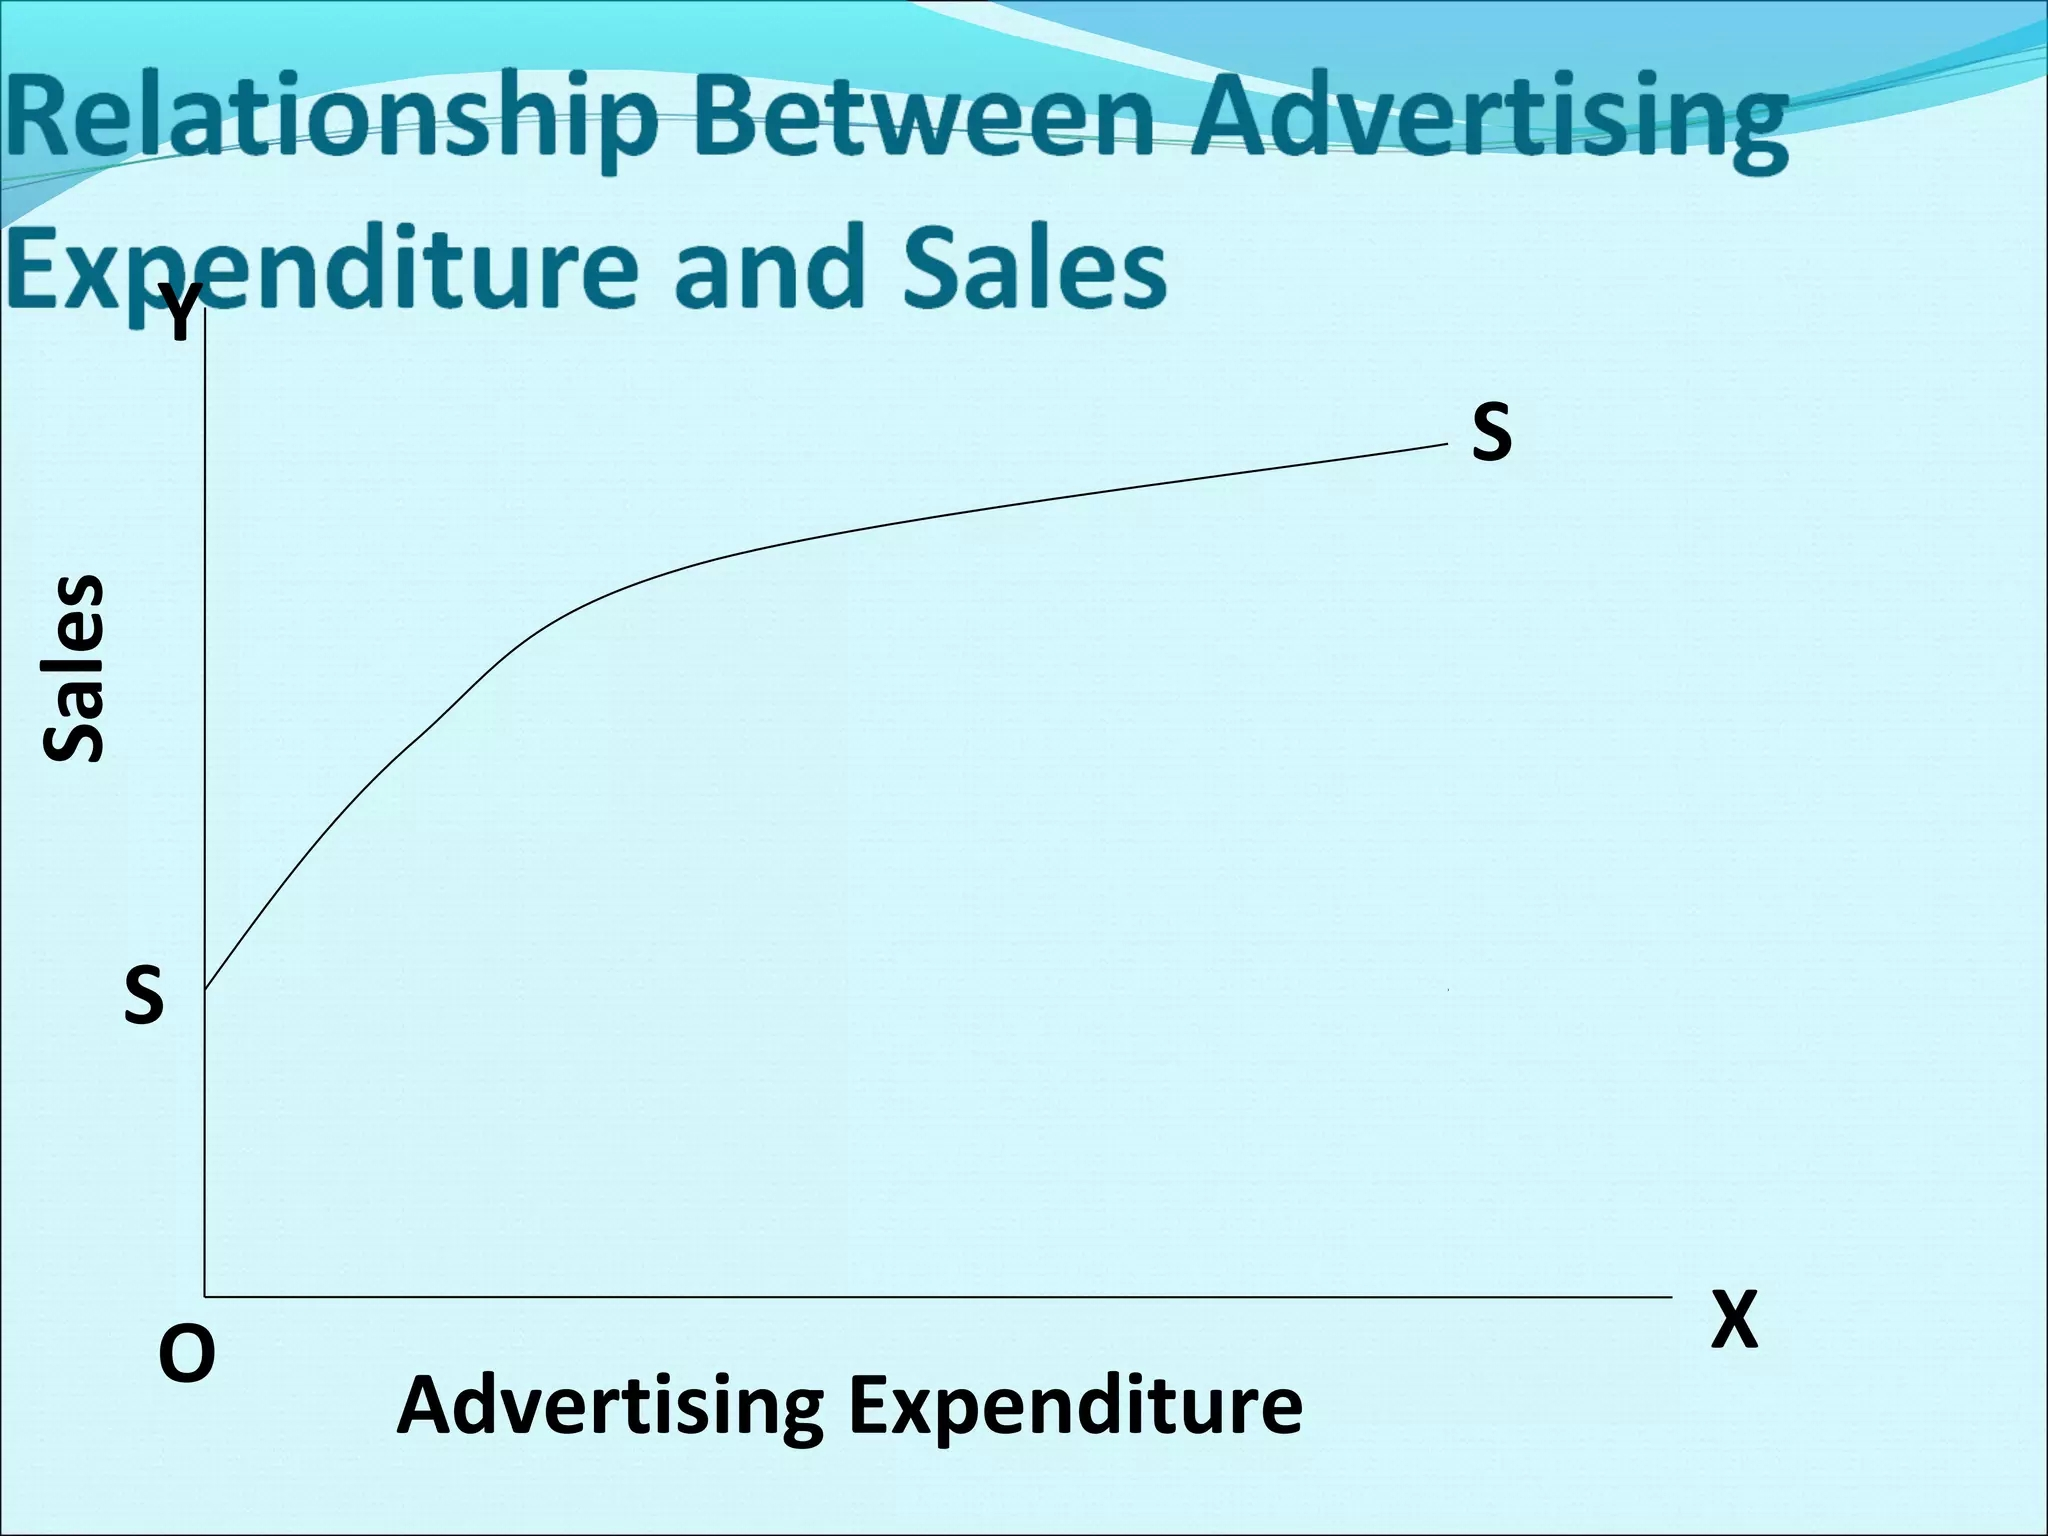 Relationship Between Advertising
Expenditure and Sales
Y
S
Sales
S
O
X
Advertising Expenditure